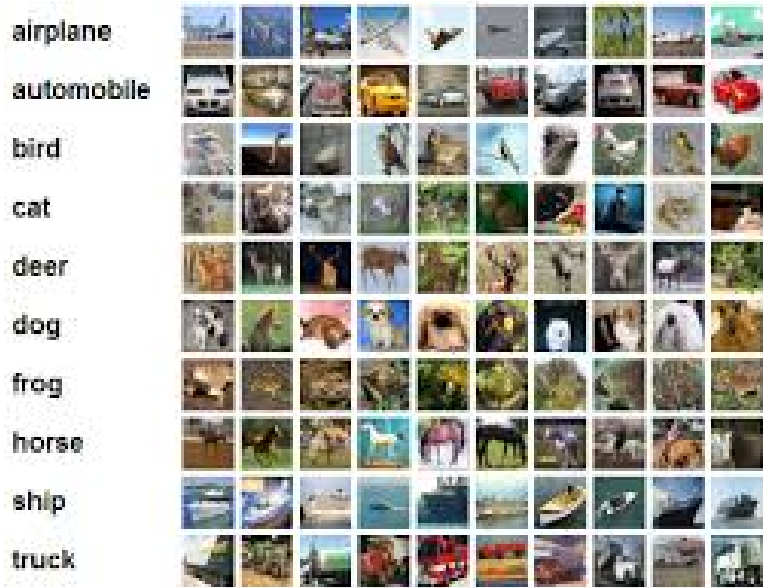 airplane
automobile
bird
cat
deer
dog
frog
horse
ship
truck